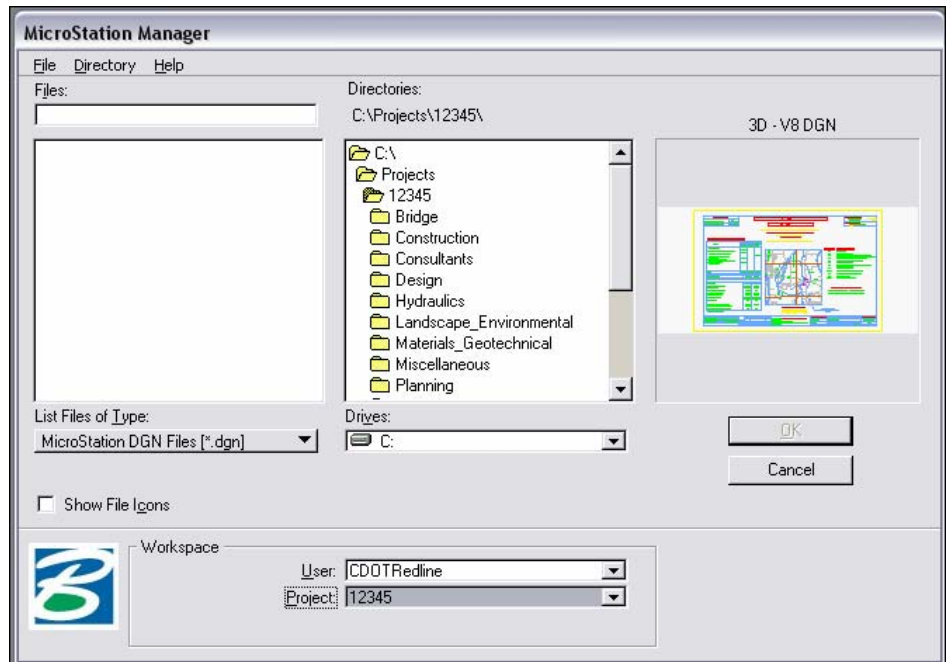 MicroStation Manager
File Directory Help
Files:
Directories:
C:\Projects\12345\
3D - V8 DGN
C:\
Projects
12345
Bridge
Construction
Consultants
Design
Hydraulics
Landscape_Environmental
Materials_Geotechnical
Miscellaneous
Planning
List Files of Type:
MicroStation DGN Files [*.dgn]
Drives:
C:
OK
Cancel
Show File Icons
Workspace
User: CDOTRedline
Project: 12345